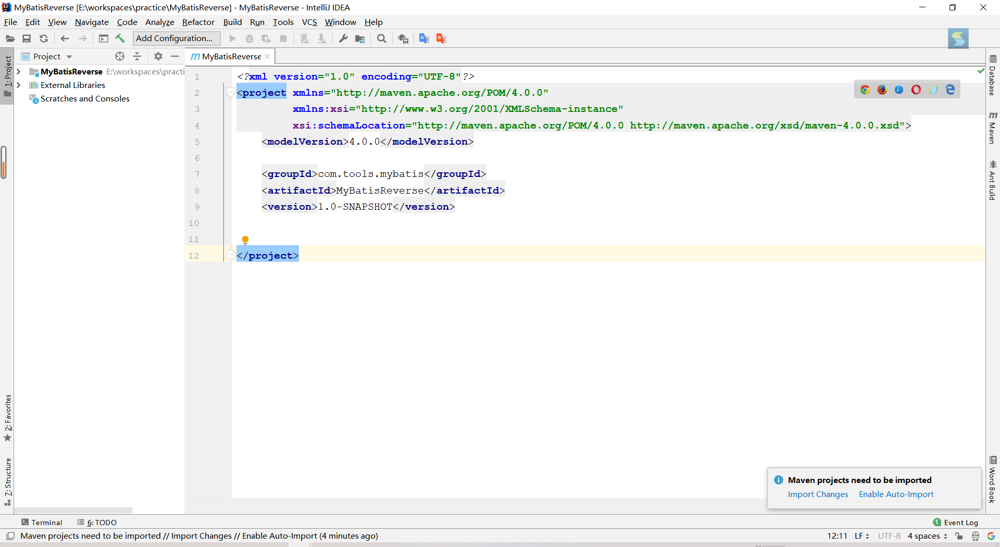 MyBatisReverse [E:\workspaces\practice\MyBatisReverse] - MyBatisReverse - IntelliJ IDEA
File Edit View Navigate Code Analyze Refactor Build Run Tools VCS Window Help
Add Configuration...
Project
MyBatisReverse
1: Project
MyBatisReverse E:\workspaces\practi
External Libraries
Scratches and Consoles
1 <?xml version="1.0" encoding="UTF-8"?>
2 <project xmlns="http://maven.apache.org/POM/4.0.0"
3 xmlns:xsi="http://www.w3.org/2001/XMLSchema-instance"
4 xsi:schemaLocation="http://maven.apache.org/POM/4.0.0 http://maven.apache.org/xsd/maven-4.0.0.xsd">
5 <modelVersion>4.0.0</modelVersion>
6
7 <groupId>com.tools.mybatis</groupId>
8 <artifactId>MyBatisReverse</artifactId>
9 <version>1.0-SNAPSHOT</version>
10
11
12 </project>
Database
Maven
Ant Build
Word Book
2: Favorites
7: Structure
Maven projects need to be imported
Import Changes Enable Auto-Import
Terminal 6: TODO
1 Event Log
Maven projects need to be imported // Import Changes // Enable Auto-Import (4 minutes ago)
12:11 LF UTF-8 4 spaces